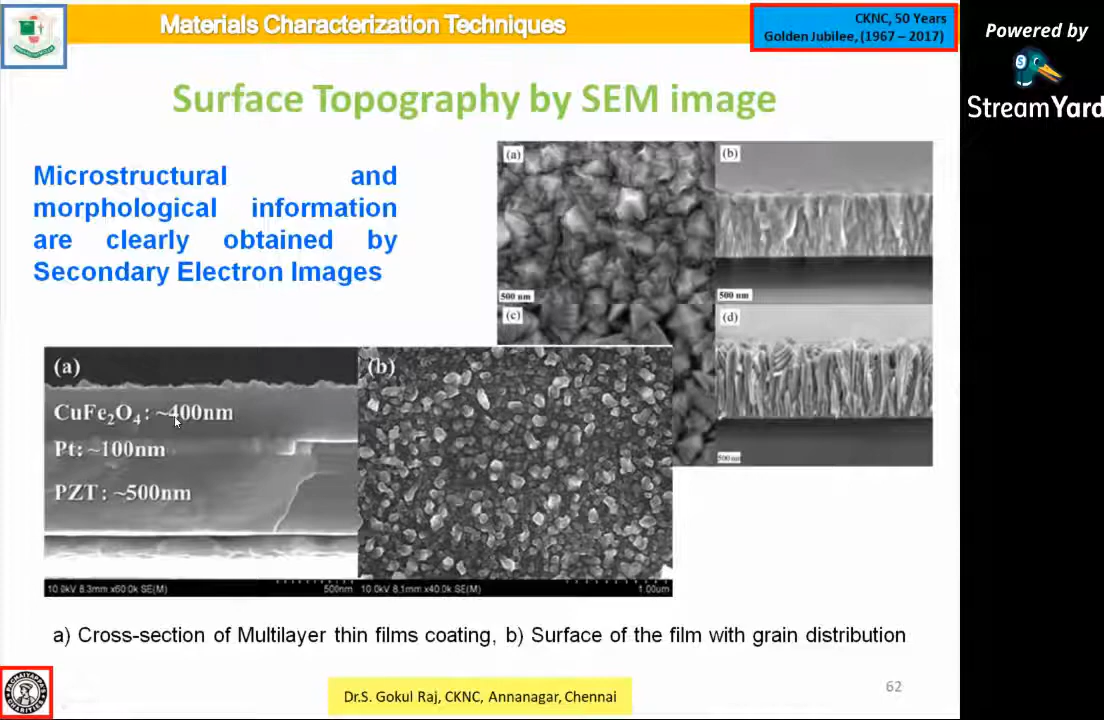 Materials Characterization Techniques
CKNC, 50 Years
Golden Jubilee, (1967 – 2017)
Powered by
StreamYard
Surface Topography by SEM image
Microstructural and
morphological information
are clearly obtained by
Secondary Electron Images
(a)
(b)
500 nm
500 nm
(c)
(d)
500 nm
(a)
(b)
CuFe2O4 : ~400nm
Pt: ~100nm
PZT : ~500nm
10.0kV 8.3mm x60.0k SE(M) 500nm
10.0kV 8.1mm x40.0k SE(M) 1.00um
a) Cross-section of Multilayer thin films coating, b) Surface of the film with grain distribution
Dr.S. Gokul Raj, CKNC, Annanagar, Chennai
62
PACHAIYAPPA'S
CHARITIES